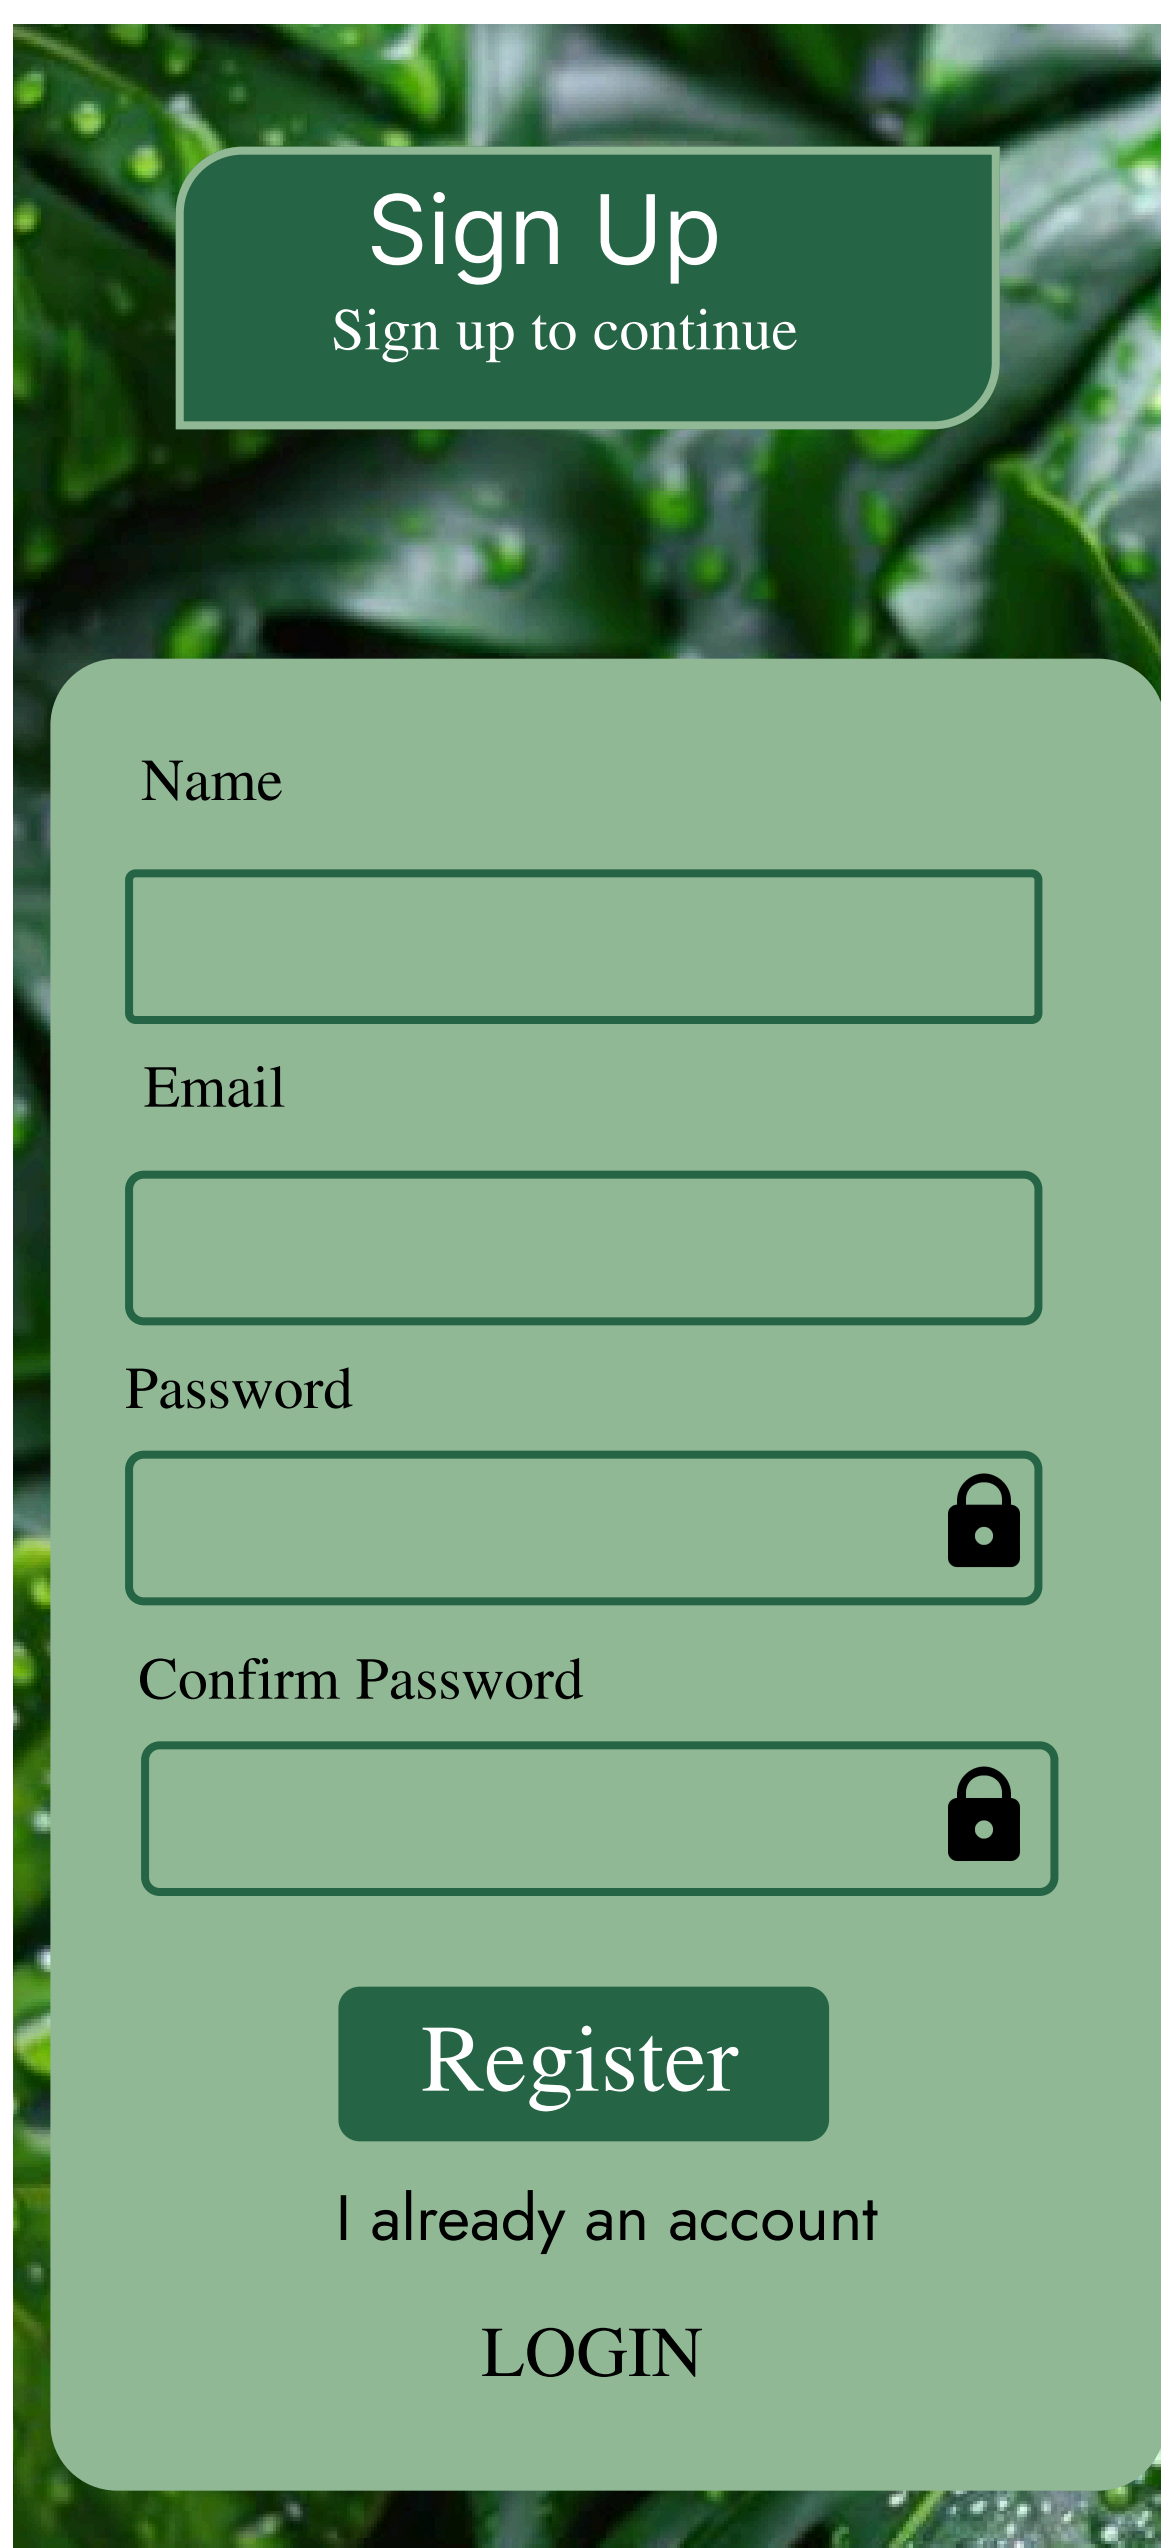 Sign Up
Sign up to continue
Name
Email
Password
Confirm Password
Register
I already an account
LOGIN